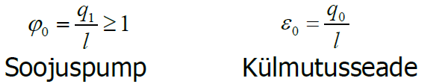 φ₀ = q₁/l ≥ 1    ε₀ = q₀/l
Soojuspump    Külmutusseade